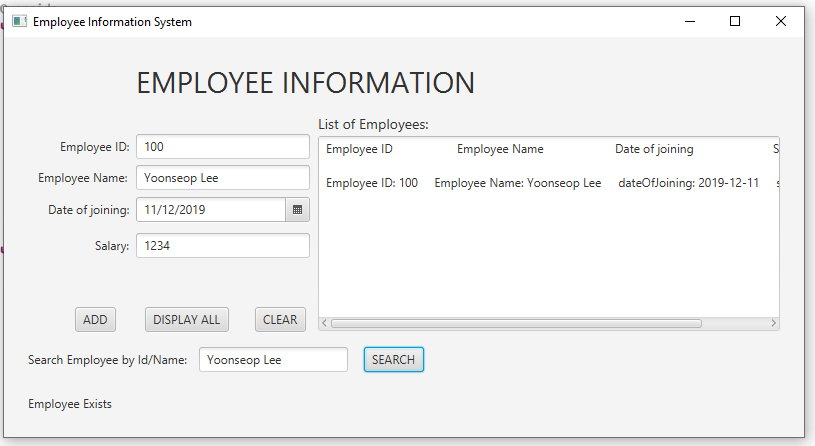 Employee Information System
EMPLOYEE INFORMATION
List of Employees:
Employee ID: 100
Employee Name: Yoonseop Lee
Date of joining: 11/12/2019
Salary: 1234
Employee ID Employee Name Date of joining S
Employee ID: 100 Employee Name: Yoonseop Lee dateOfJoining: 2019-12-11
ADD DISPLAY ALL CLEAR
Search Employee by Id/Name: Yoonseop Lee SEARCH
Employee Exists